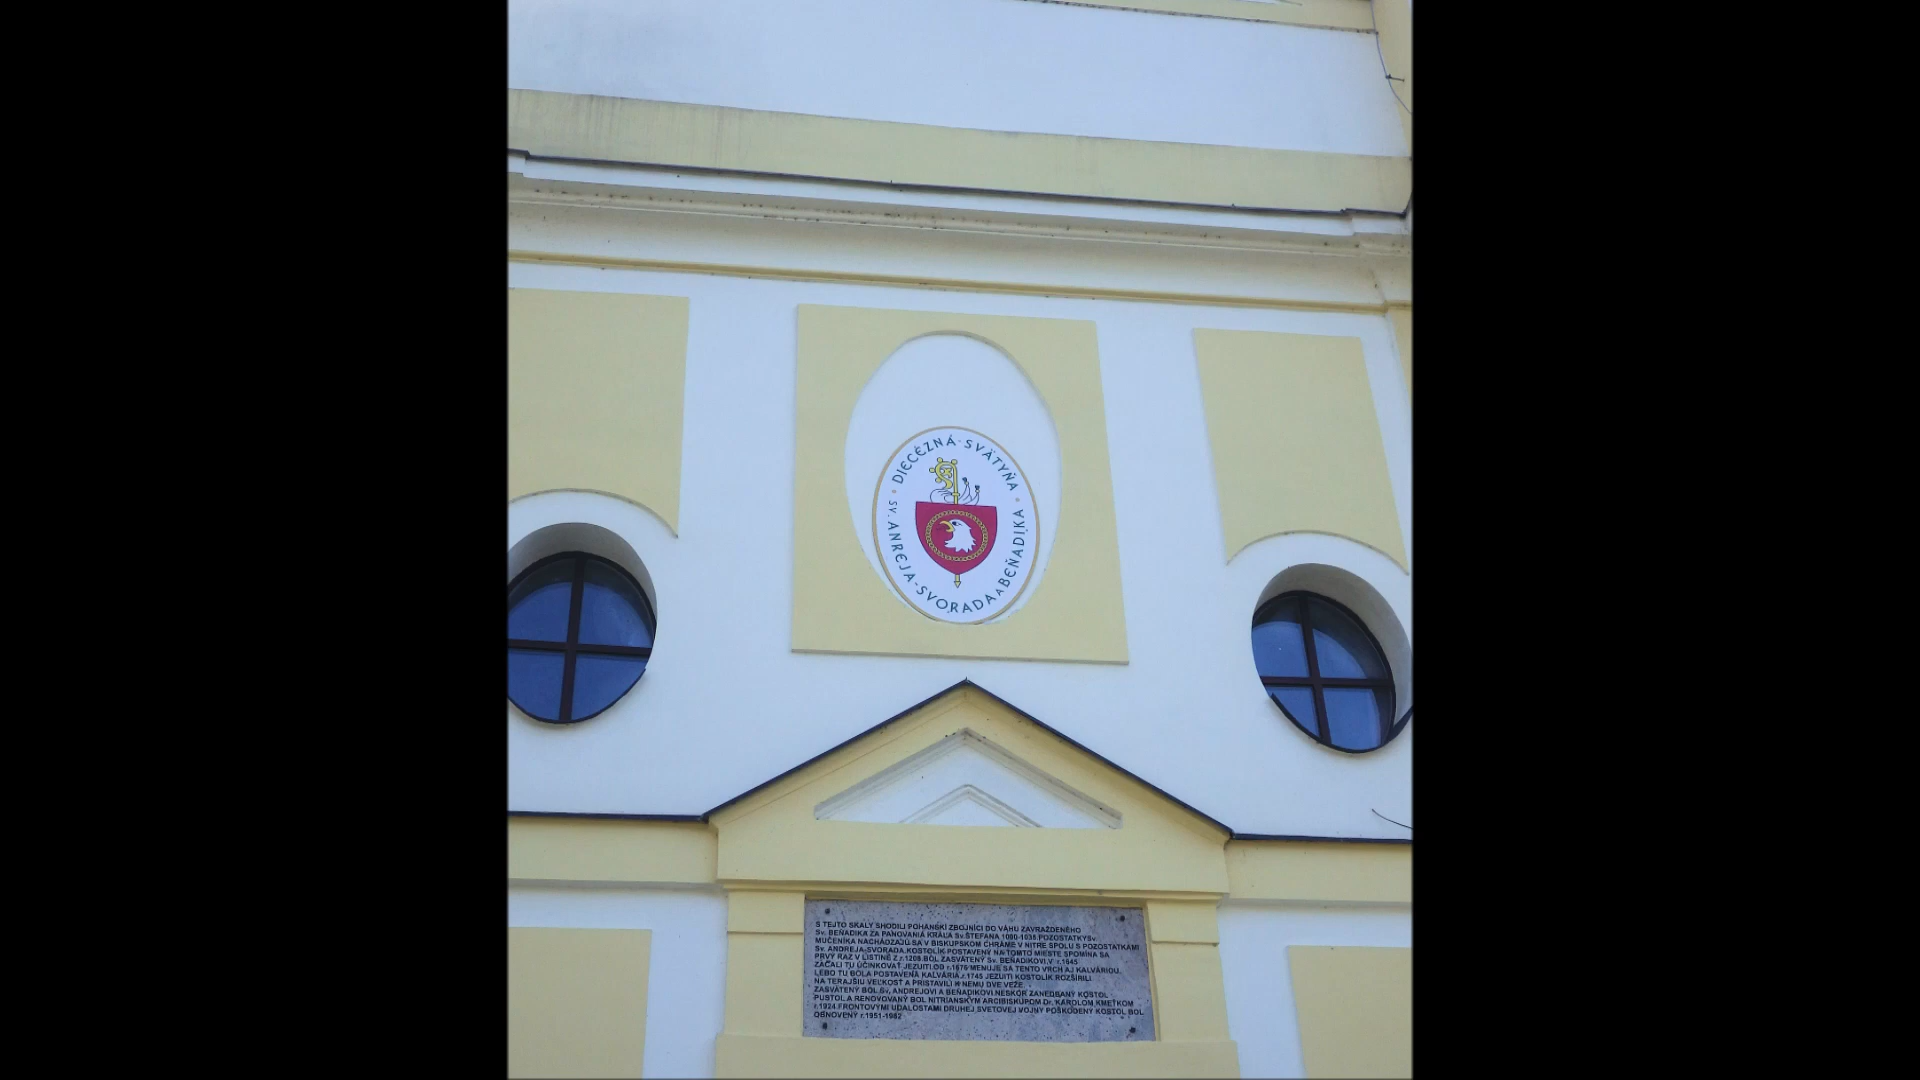 DIECÉZNÁ · SVÄTYŇA
SV. ANREJA-SVORADA A BEŇADIKA
S TEJTO SKALY SHODILI POHANSKÍ ZBOJNÍCI DO VÁHU ZAVRAŽDENÉHO
Sv. BEŇADIKA ZA PANOVANIA KRÁĽA Sv. ŠTEFANA 1000-1038. POZOSTATKY Sv.
MUČENÍKA NACHÁDZAJÚ SA V BISKUPSKOM CHRÁME V NITRE SPOLU S POZOSTATKAMI
Sv. ANDREJA-SVORADA. KOSTOLÍK POSTAVENÝ NA TOMTO MIESTE SPOMÍNA SA
PRVÝ RAZ V LISTINE Z r.1208. BOL ZASVÄTENÝ Sv. BEŇADIKOVI. V r.1645
ZAČALI TU ÚČINKOVAŤ JEZUITI. OD r.1675 MENUJE SA TENTO VRCH AJ KALVÁRIOU,
LEBO TU BOLA POSTAVENÁ KALVÁRIA. r.1745 JEZUITI KOSTOLÍK ROZŠÍRILI
NA TERAJŠIU VEĽKOSŤ A PRISTAVILI K NEMU DVE VEŽE.
ZASVÄTENÝ BOL Sv. ANDREJOVI A BEŇADIKOVI. NESKÔR ZANEDBANÝ KOSTOL
PUSTOL A RENOVOVANÝ BOL NITRIANSKYM ARCIBISKUPOM Dr. KAROLOM KMEŤKOM
r.1924. FRONTOVÝMI UDALOSTAMI DRUHEJ SVETOVEJ VOJNY POŠKODENÝ KOSTOL BOL
OBNOVENÝ r.1951-1962